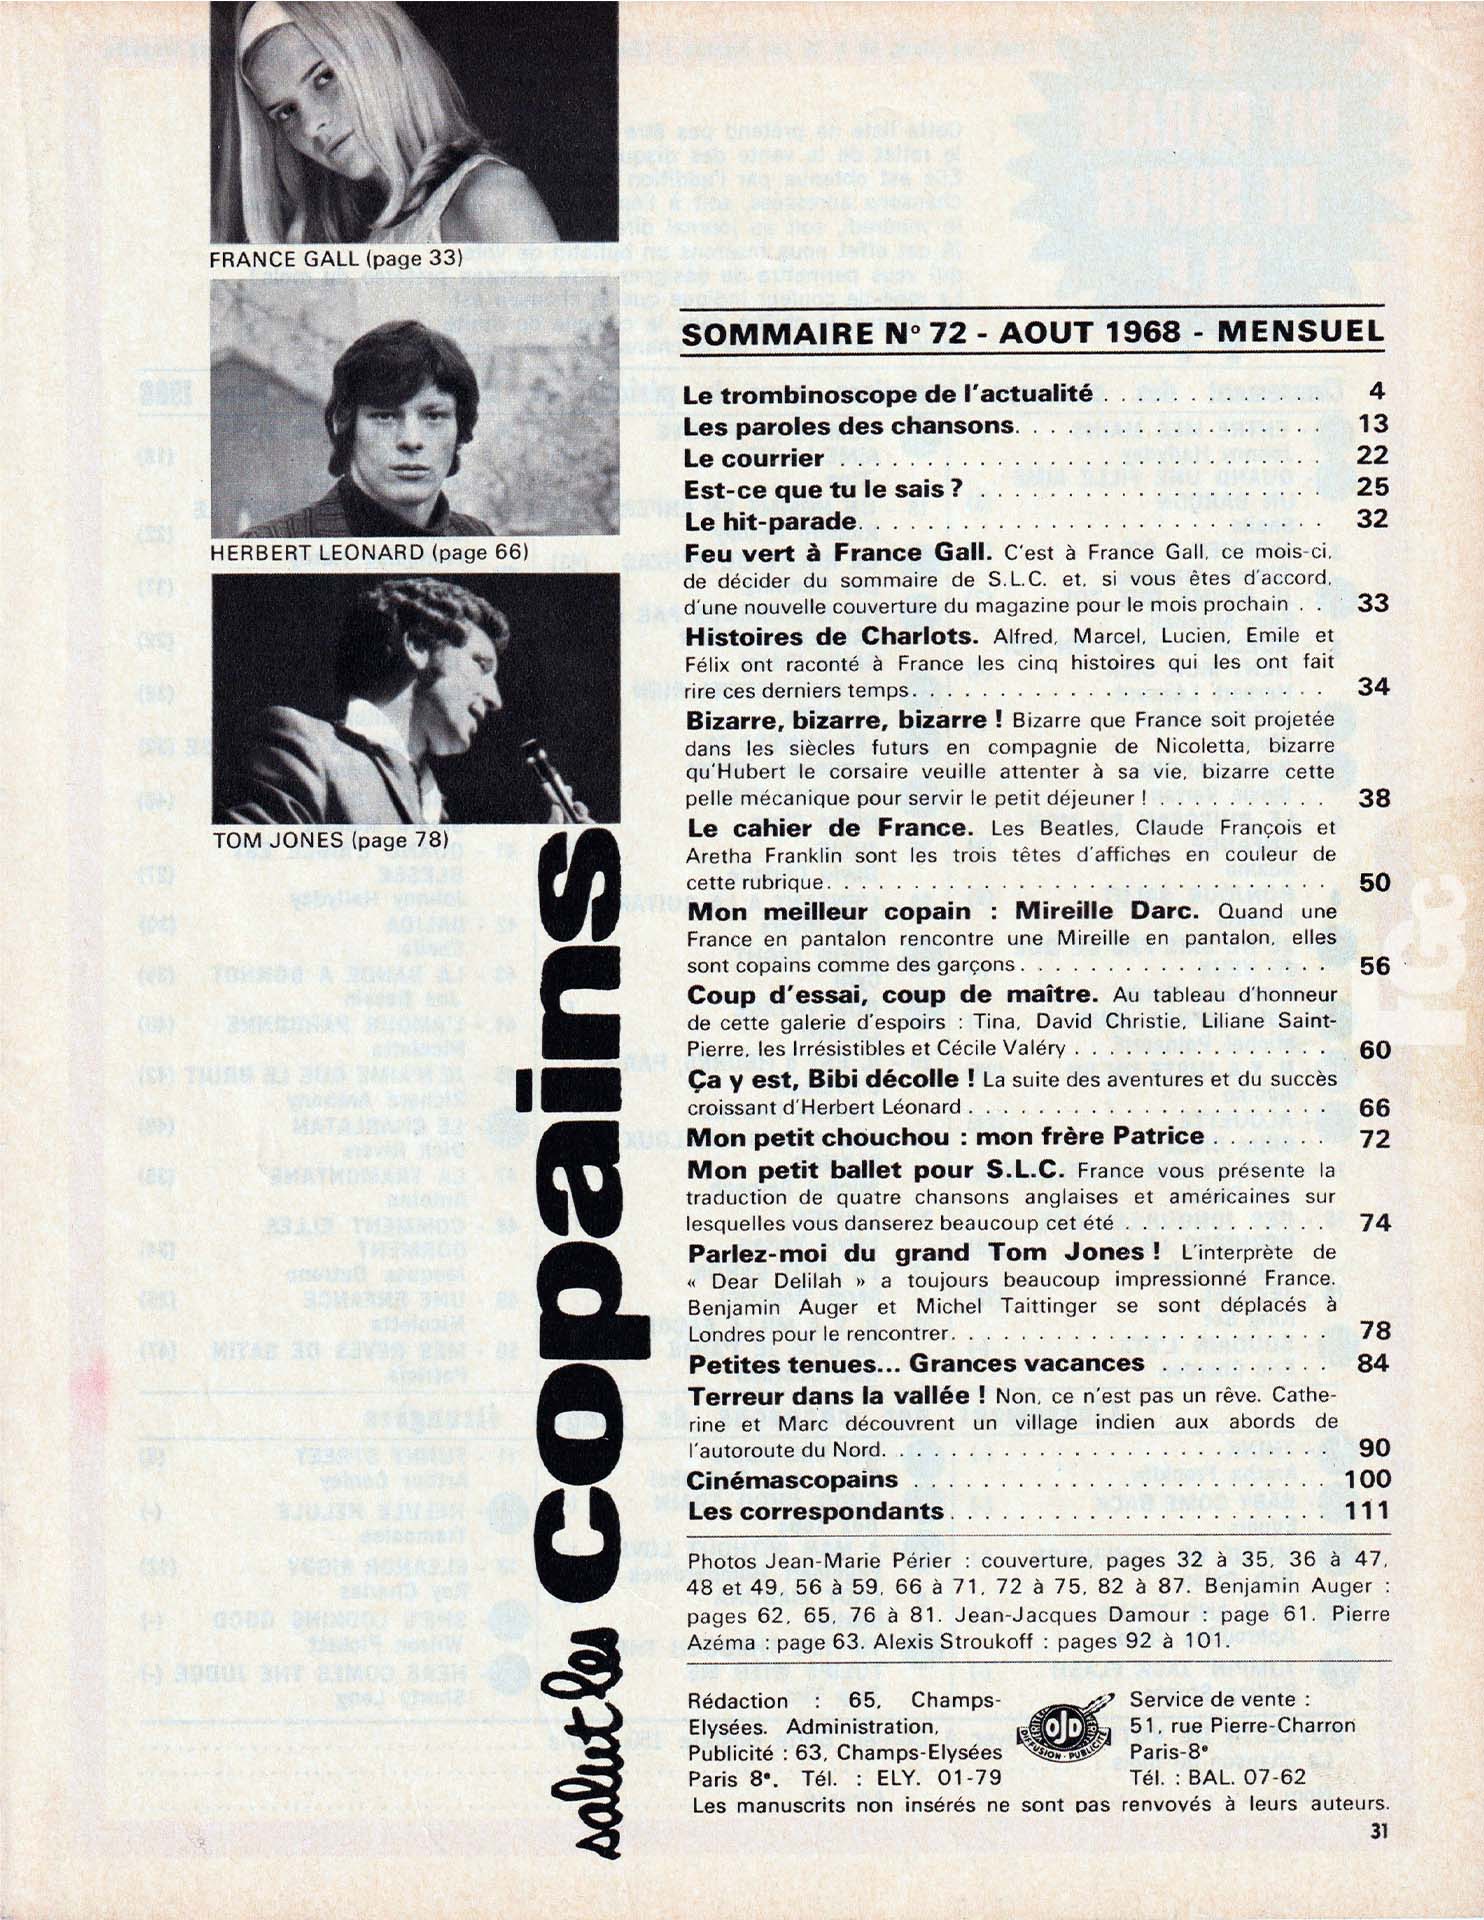 FRANCE GALL (page 33)
HERBERT LEONARD (page 66)
TOM JONES (page 78)
salut les copains
SOMMAIRE N° 72 - AOUT 1968 - MENSUEL
Le trombinoscope de l'actualité . . . . . . . . . . . 4
Les paroles des chansons. . . . . . . . . . . . . . . . 13
Le courrier . . . . . . . . . . . . . . . . . . . . . . . . . 22
Est-ce que tu le sais ? . . . . . . . . . . . . . . . . . . 25
Le hit-parade. . . . . . . . . . . . . . . . . . . . . . . . 32
Feu vert à France Gall. C'est à France Gall, ce mois-ci,
de décider du sommaire de S.L.C. et, si vous êtes d'accord,
d'une nouvelle couverture du magazine pour le mois prochain . . 33
Histoires de Charlots. Alfred, Marcel, Lucien, Emile et
Félix ont raconté à France les cinq histoires qui les ont fait
rire ces derniers temps. . . . . . . . . . . . . . . . . . . . . 34
Bizarre, bizarre, bizarre ! Bizarre que France soit projetée
dans les siècles futurs en compagnie de Nicoletta, bizarre
qu'Hubert le corsaire veuille attenter à sa vie, bizarre cette
pelle mécanique pour servir le petit déjeuner ! . . . . . . . . . 38
Le cahier de France. Les Beatles, Claude François et
Aretha Franklin sont les trois têtes d'affiches en couleur de
cette rubrique. . . . . . . . . . . . . . . . . . . . . . . . . . 50
Mon meilleur copain : Mireille Darc. Quand une
France en pantalon rencontre une Mireille en pantalon, elles
sont copains comme des garçons. . . . . . . . . . . . . . . . 56
Coup d'essai, coup de maître. Au tableau d'honneur
de cette galerie d'espoirs : Tina, David Christie, Liliane Saint-
Pierre, les Irrésistibles et Cécile Valéry . . . . . . . . . . . . . 60
Ça y est, Bibi décolle ! La suite des aventures et du succès
croissant d'Herbert Léonard . . . . . . . . . . . . . . . . . . 66
Mon petit chouchou : mon frère Patrice . . . . . . 72
Mon petit ballet pour S.L.C. France vous présente la
traduction de quatre chansons anglaises et américaines sur
lesquelles vous danserez beaucoup cet été . . . . . . . . . . 74
Parlez-moi du grand Tom Jones ! L'interprète de
« Dear Delilah » a toujours beaucoup impressionné France.
Benjamin Auger et Michel Taittinger se sont déplacés à
Londres pour le rencontrer. . . . . . . . . . . . . . . . . . . 78
Petites tenues... Grances vacances . . . . . . . . . 84
Terreur dans la vallée ! Non, ce n'est pas un rêve. Cathe-
rine et Marc découvrent un village indien aux abords de
l'autoroute du Nord. . . . . . . . . . . . . . . . . . . . . . . 90
Cinémascopains . . . . . . . . . . . . . . . . . . . . . 100
Les correspondants. . . . . . . . . . . . . . . . . . . 111
Photos Jean-Marie Périer : couverture, pages 32 à 35, 36 à 47,
48 et 49, 56 à 59, 66 à 71, 72 à 75, 82 à 87. Benjamin Auger :
pages 62, 65, 76 à 81. Jean-Jacques Damour : page 61. Pierre
Azéma : page 63. Alexis Stroukoff : pages 92 à 101.
Rédaction : 65, Champs-
Elysées. Administration,
Publicité : 63, Champs-Elysées
Paris 8e. Tél. : ELY. 01-79
OJD
DIFFUSION - PUBLICITÉ
Service de vente :
51, rue Pierre-Charron
Paris-8e
Tél. : BAL. 07-62
Les manuscrits non insérés ne sont pas renvoyés à leurs auteurs.
31